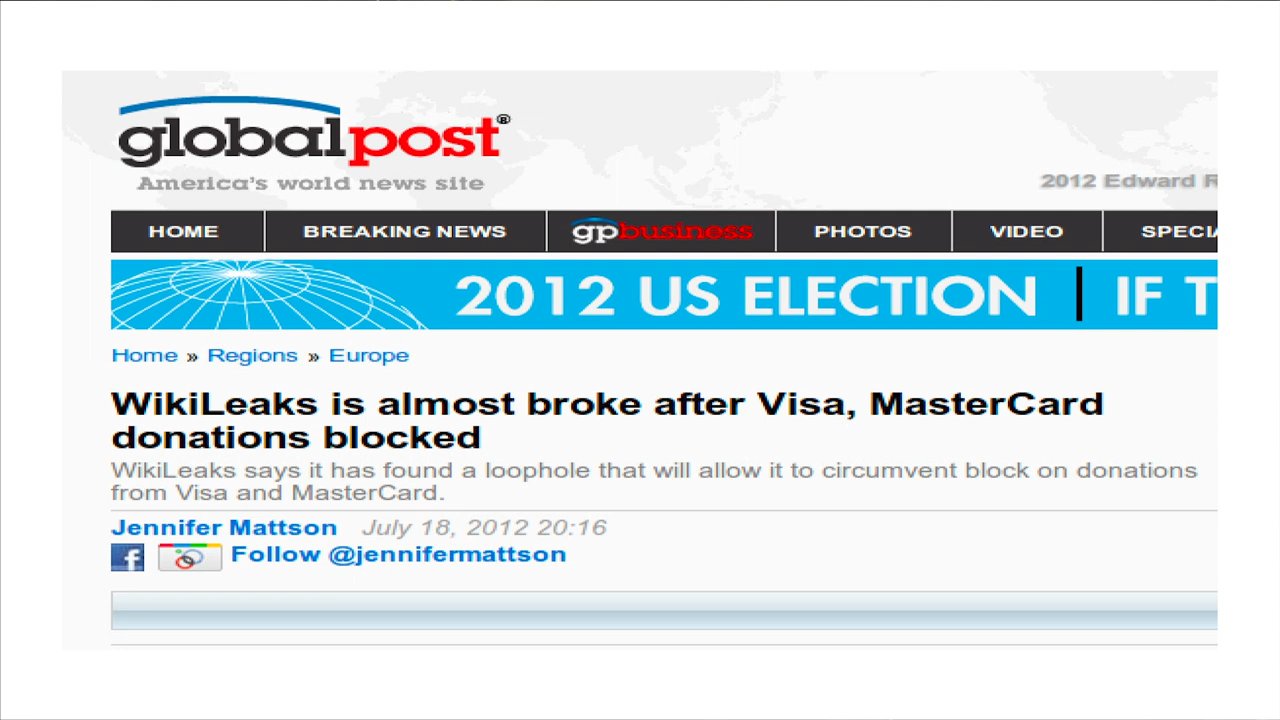 globalpost®
America's world news site
2012 Edward R
HOME BREAKING NEWS gpbusiness PHOTOS VIDEO SPECIA
2012 US ELECTION | IF T
Home » Regions » Europe
WikiLeaks is almost broke after Visa, MasterCard
donations blocked
WikiLeaks says it has found a loophole that will allow it to circumvent block on donations
from Visa and MasterCard.
Jennifer Mattson July 18, 2012 20:16
f Follow @jennifermattson